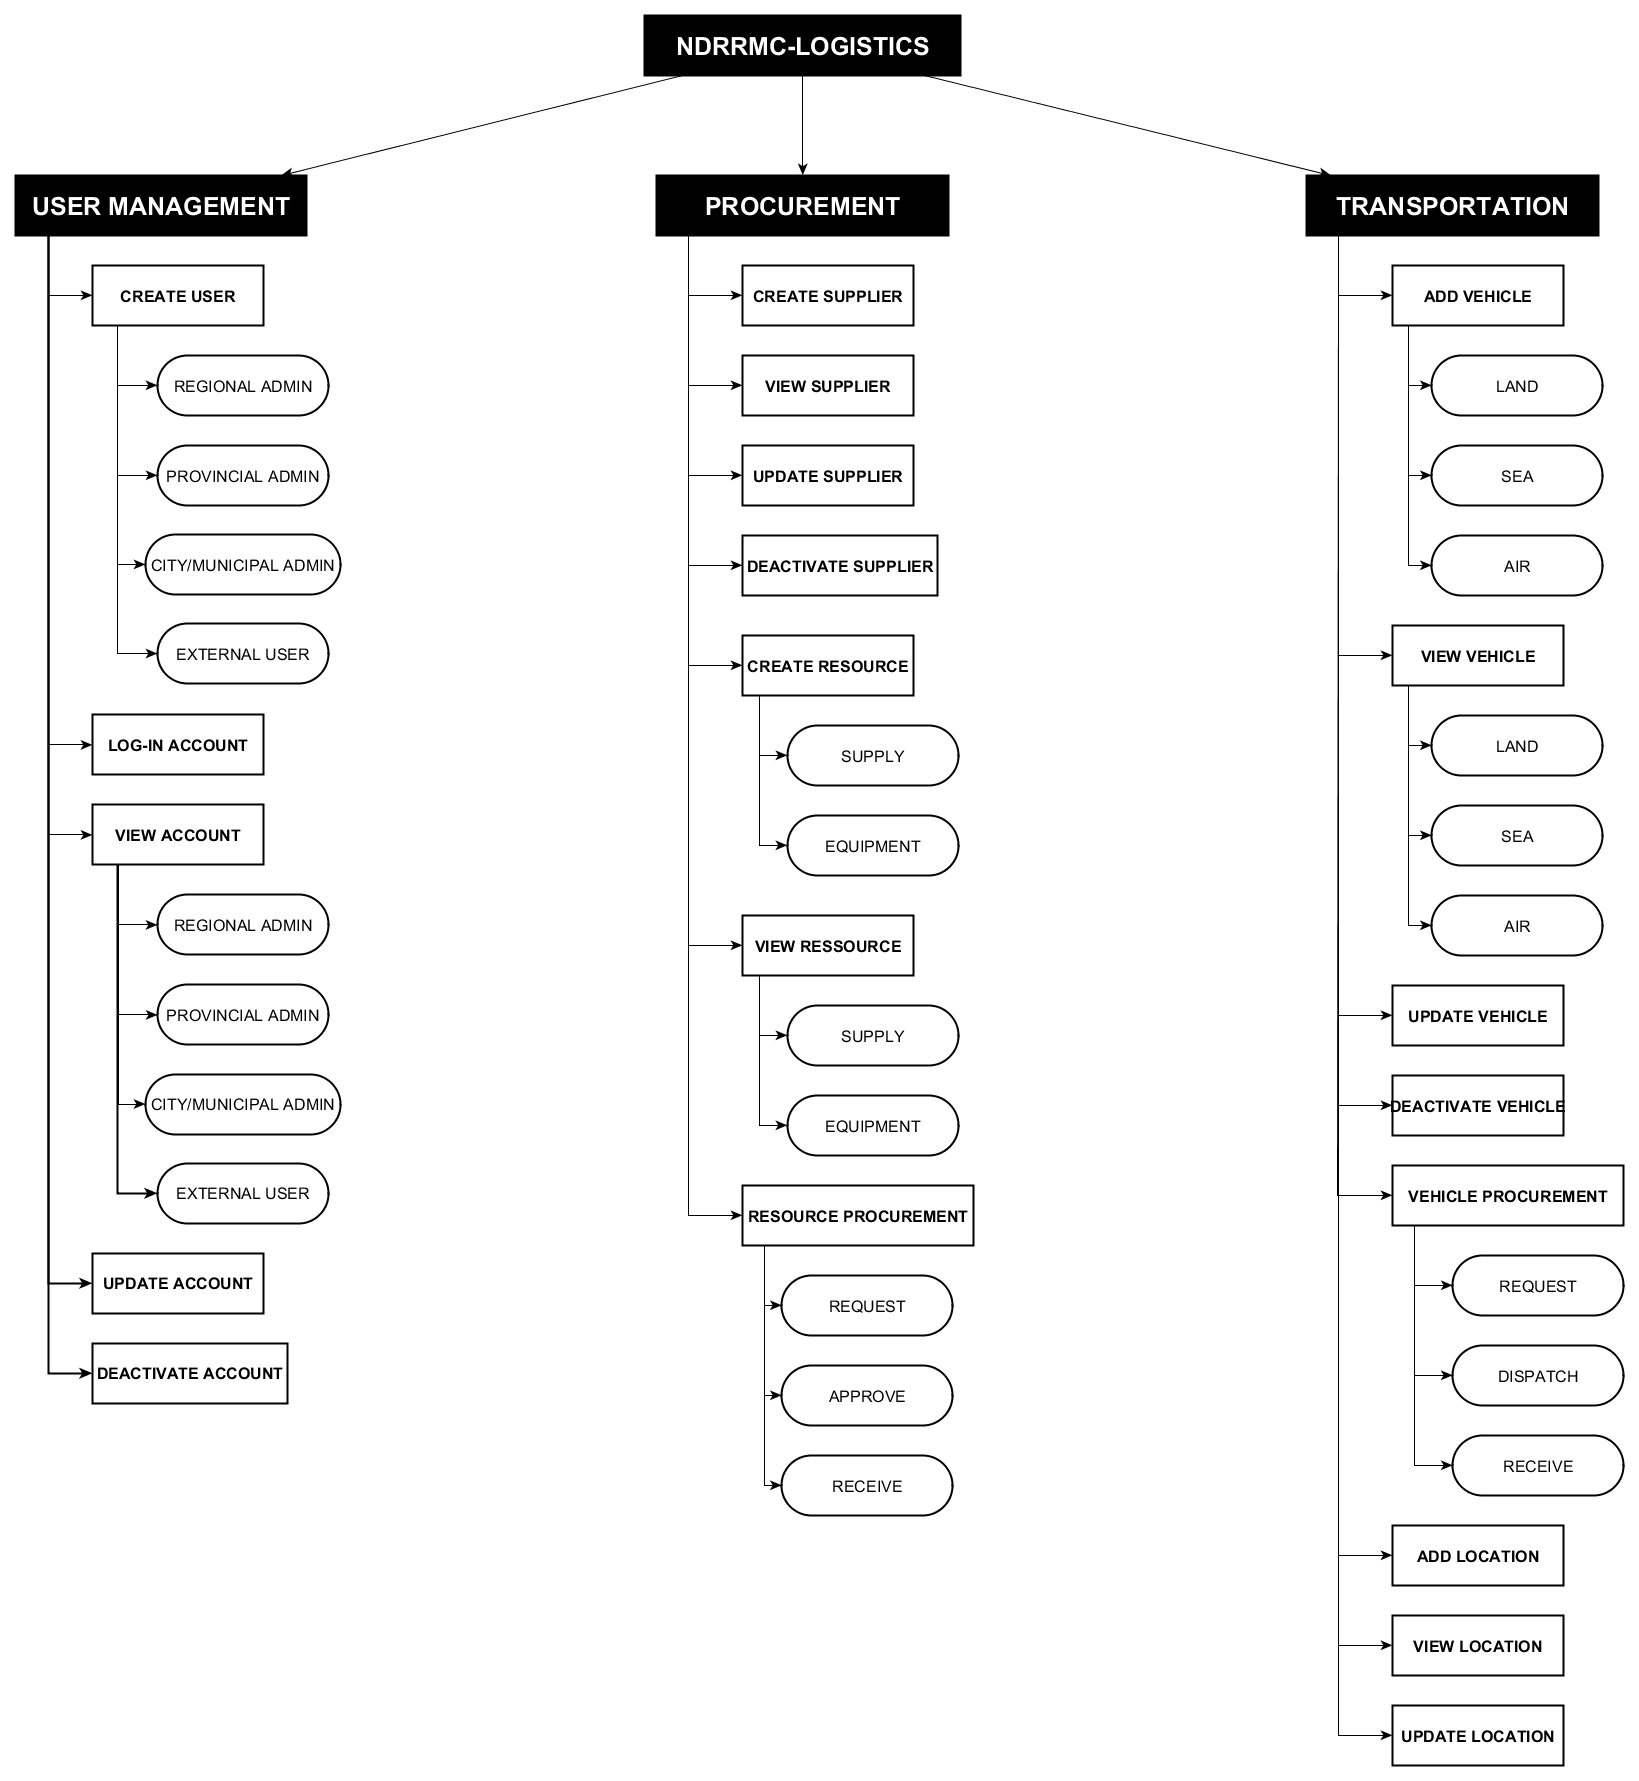 NDRRMC-LOGISTICS
USER MANAGEMENT
CREATE USER
REGIONAL ADMIN
PROVINCIAL ADMIN
CITY/MUNICIPAL ADMIN
EXTERNAL USER
LOG-IN ACCOUNT
VIEW ACCOUNT
REGIONAL ADMIN
PROVINCIAL ADMIN
CITY/MUNICIPAL ADMIN
EXTERNAL USER
UPDATE ACCOUNT
DEACTIVATE ACCOUNT
PROCUREMENT
CREATE SUPPLIER
VIEW SUPPLIER
UPDATE SUPPLIER
DEACTIVATE SUPPLIER
CREATE RESOURCE
SUPPLY
EQUIPMENT
VIEW RESSOURCE
SUPPLY
EQUIPMENT
RESOURCE PROCUREMENT
REQUEST
APPROVE
RECEIVE
TRANSPORTATION
ADD VEHICLE
LAND
SEA
AIR
VIEW VEHICLE
LAND
SEA
AIR
UPDATE VEHICLE
DEACTIVATE VEHICLE
VEHICLE PROCUREMENT
REQUEST
DISPATCH
RECEIVE
ADD LOCATION
VIEW LOCATION
UPDATE LOCATION